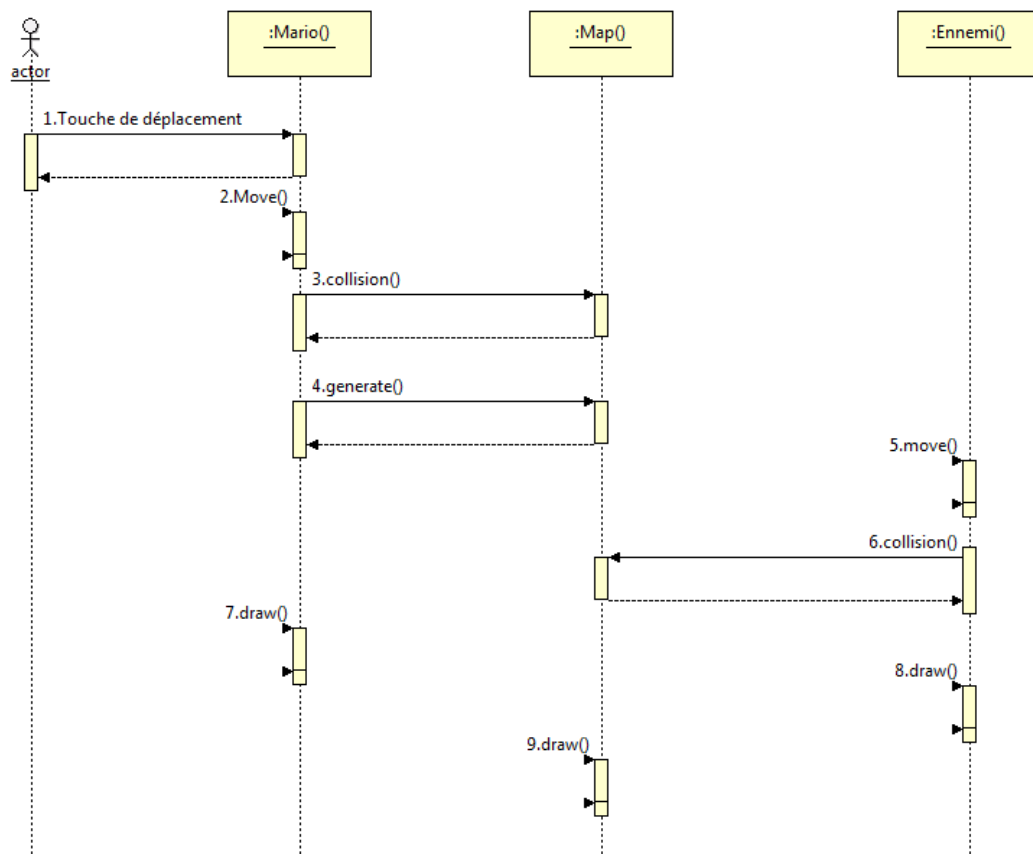 actor
:Mario()
:Map()
:Ennemi()
1.Touche de déplacement
2.Move()
3.collision()
4.generate()
5.move()
6.collision()
7.draw()
8.draw()
9.draw()